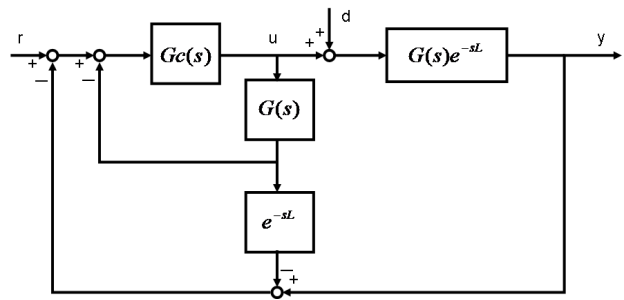 r
u
d
y
+
+
+
+
+
−
−
Gc(s)
G(s)e^{-sL}
G(s)
e^{-sL}
−
+